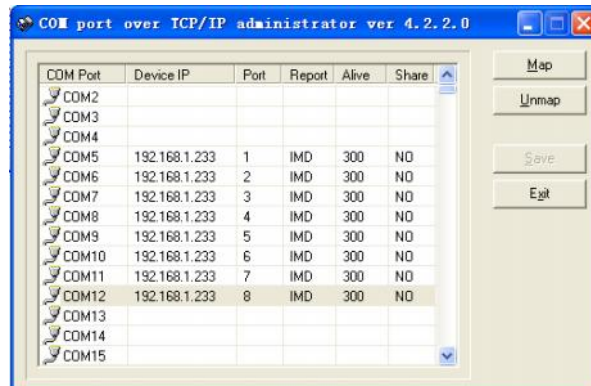 COM port over TCP/IP administrator ver 4.2.2.0
COM Port Device IP Port Report Alive Share
COM2
COM3
COM4
COM5 192.168.1.233 1 IMD 300 NO
COM6 192.168.1.233 2 IMD 300 NO
COM7 192.168.1.233 3 IMD 300 NO
COM8 192.168.1.233 4 IMD 300 NO
COM9 192.168.1.233 5 IMD 300 NO
COM10 192.168.1.233 6 IMD 300 NO
COM11 192.168.1.233 7 IMD 300 NO
COM12 192.168.1.233 8 IMD 300 NO
COM13
COM14
COM15
Map
Unmap
Save
Exit